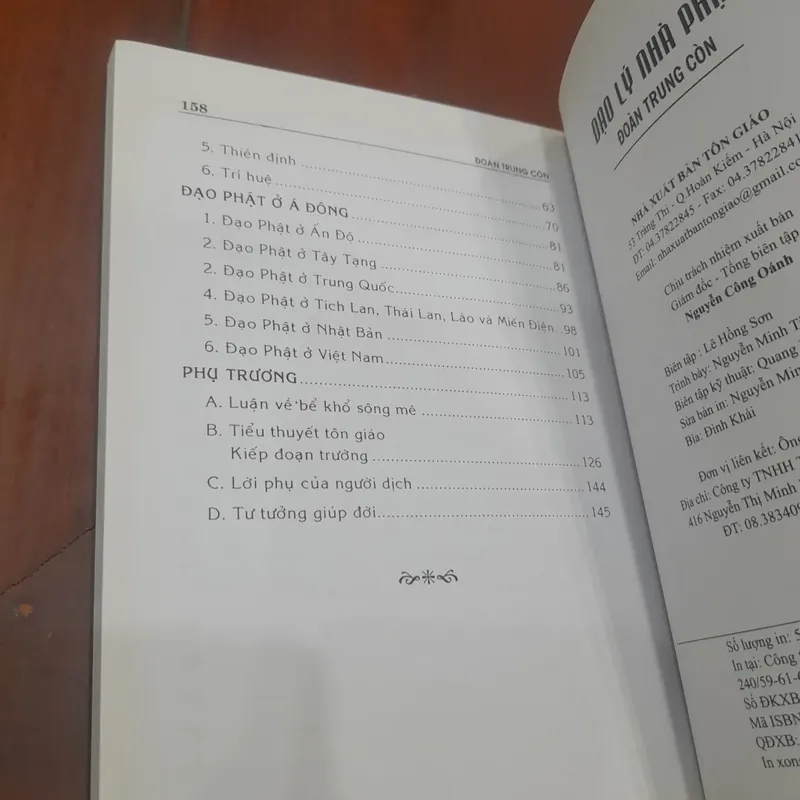 158
ĐOÀN TRUNG CÒN
5. Thiền định 63
6. Trí huệ 70
ĐẠO PHẬT Ở Á ĐÔNG 81
1. Đạo Phật ở Ấn Độ 81
2. Đạo Phật ở Tây Tạng 86
2. Đạo Phật ở Trung Quốc 93
4. Đạo Phật ở Tích Lan, Thái Lan, Lào và Miến Điện 98
5. Đạo Phật ở Nhật Bản 101
6. Đạo Phật ở Việt Nam 105
PHỤ TRƯƠNG 113
A. Luận về bể khổ sông mê 113
B. Tiểu thuyết tôn giáo
Kiếp đoạn trường 126
C. Lời phụ của người dịch 144
D. Tư tưởng giúp đời 145
ĐẠO LÝ NHÀ
ĐOÀN TRUNG CÒN
NHÀ XUẤT BẢN TÔN GIÁO
53 Tràng Thi - Q.Hoàn Kiếm - Hà Nội
ĐT: 04.37822845 - Fax: 04.37822841
Email: nhaxuatbantongiao@gmail.co
Chịu trách nhiệm xuất bản
Giám đốc - Tổng biên tập
Nguyễn Công Oánh
Biên tập : Lê Hồng Sơn
Trình bày: Nguyễn Minh
Biên tập kỹ thuật: Quang
Sửa bản in: Nguyễn Min
Bìa: Đình Khải
Đơn vị liên kết: Ông
Địa chỉ: Công ty TNHH
416 Nguyễn Thị Minh
ĐT: 08.383409
Số lượng in:
In tại: Công
240/59-61-6
Số ĐKXB
Mã ISBN
QĐXB:
In xon